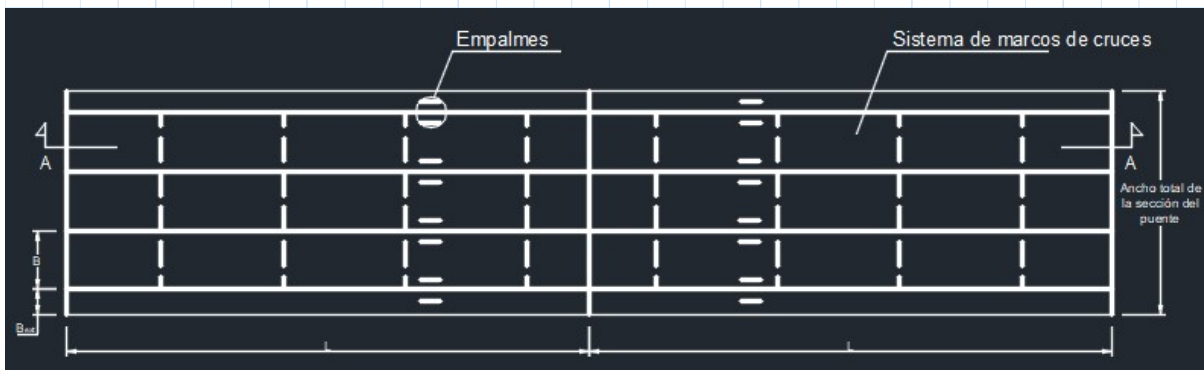 Empalmes
Sistema de marcos de cruces
A
A
Ancho total de
la sección del
puente
B
L
L